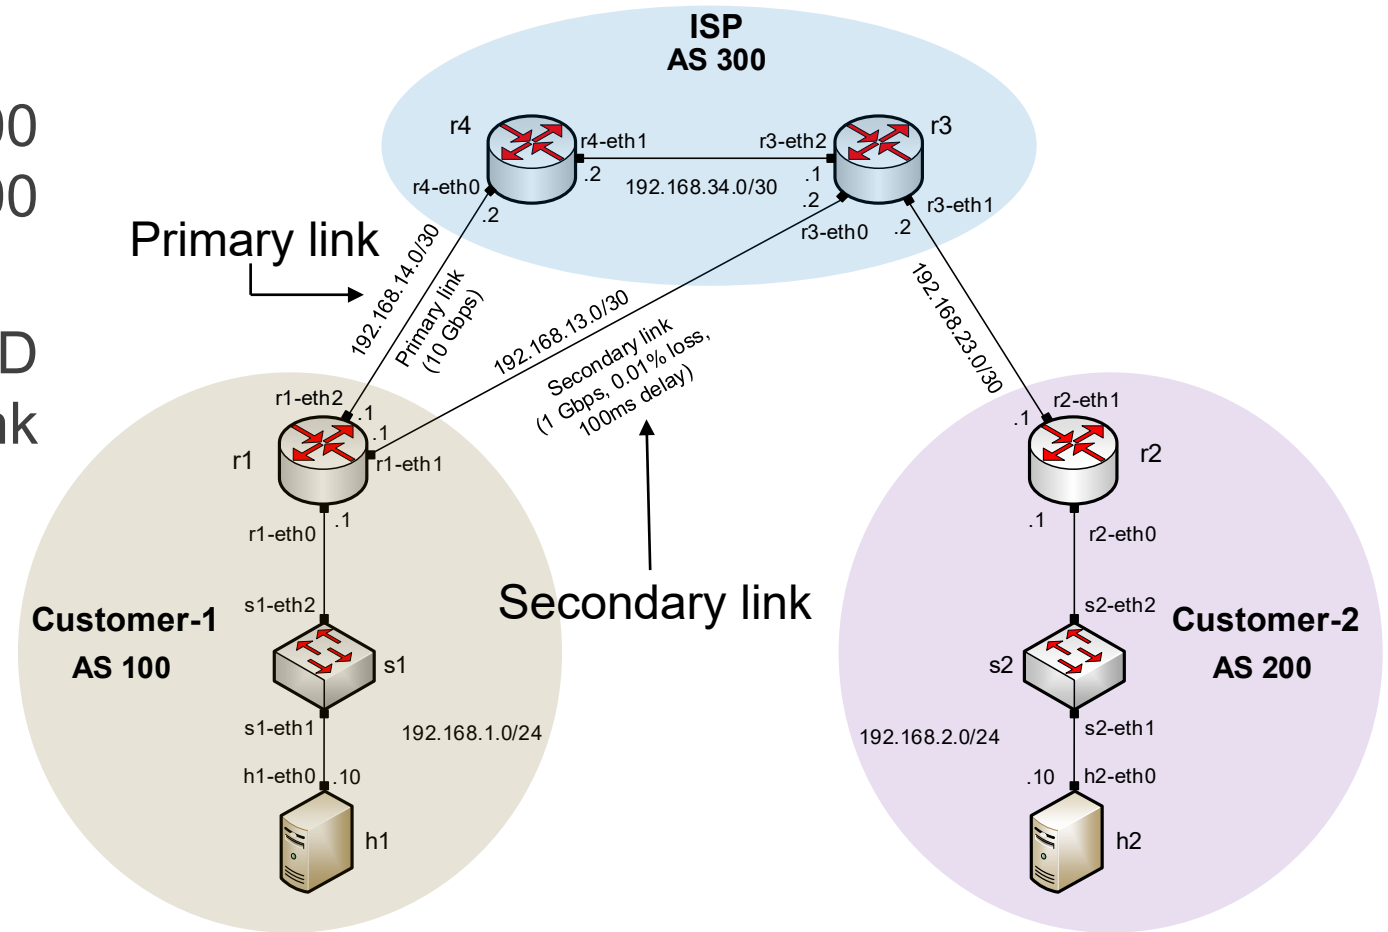 ISP
AS 300
00
00
D
nk
r4
r3
r4-eth1
r3-eth2
.2
.1
192.168.34.0/30
r4-eth0
.2
.2
r3-eth0
r3-eth1
.2
Primary link
192.168.14.0/30
Primary link
(10 Gbps)
192.168.13.0/30
Secondary link
(1 Gbps, 0.01% loss,
100ms delay)
192.168.23.0/30
Secondary link
r1-eth2
.1
.1
r1-eth1
r1
.1
r1-eth0
s1-eth2
Customer-1
AS 100
s1
s1-eth1
192.168.1.0/24
h1-eth0
.10
h1
r2-eth1
.1
r2
.1
r2-eth0
s2-eth2
Customer-2
AS 200
s2
s2-eth1
192.168.2.0/24
.10
h2-eth0
h2